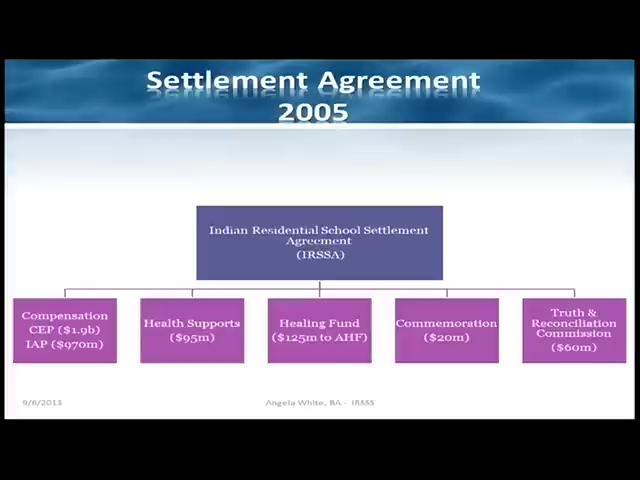 Settlement Agreement
2005
Indian Residential School Settlement
Agreement
(IRSSA)
Compensation
CEP ($1.9b)
IAP ($970m)
Health Supports
($95m)
Healing Fund
($125m to AHF)
Commemoration
($20m)
Truth &
Reconciliation
Commission
($60m)
9/6/2013
Angela White, BA - IRSSS